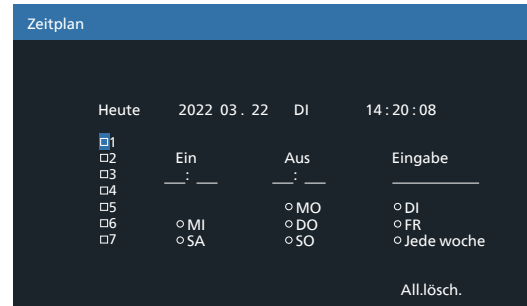 Zeitplan
Heute 2022 03 . 22 DI 14 : 20 : 08
1
2 Ein Aus Eingabe
3 __ : __ __ : __ ________
4
5 MO DI
6 MI DO FR
7 SA SO Jede woche
All.lösch.